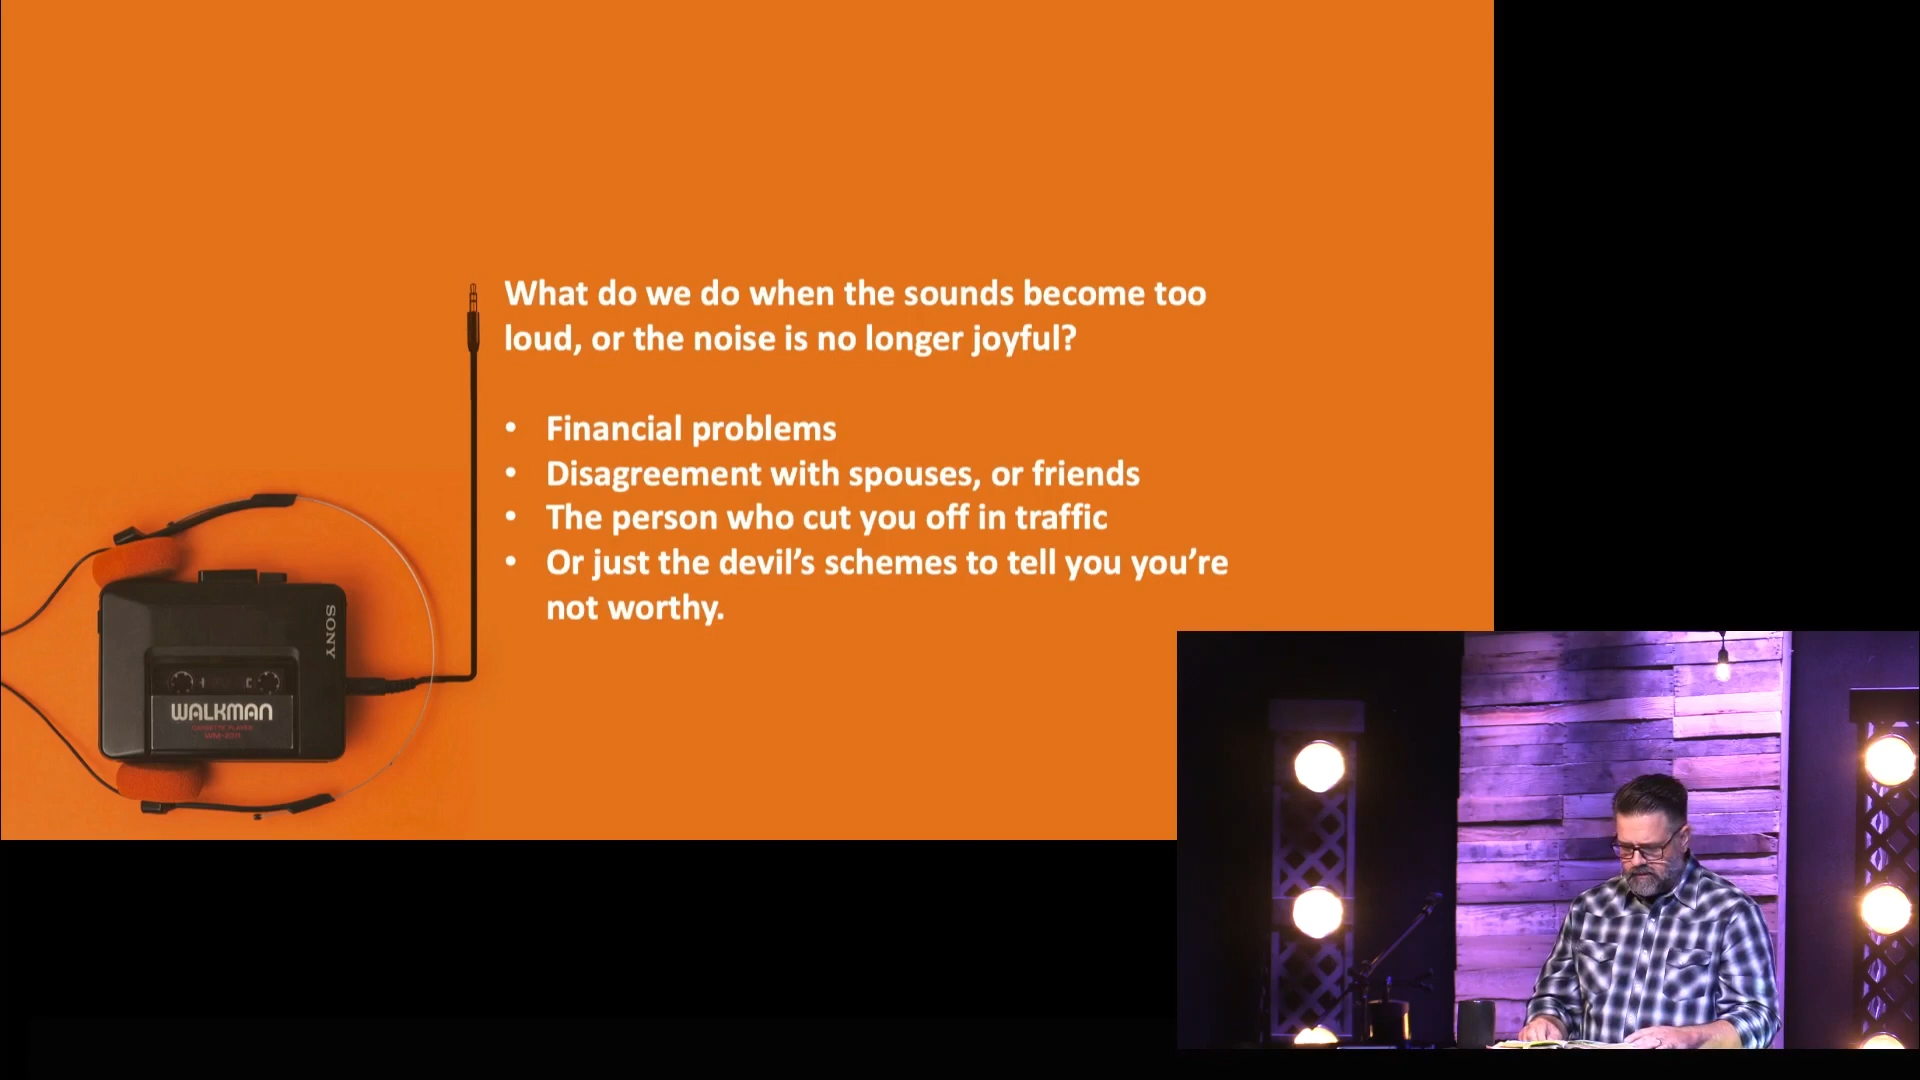 What do we do when the sounds become too
loud, or the noise is no longer joyful?
• Financial problems
• Disagreement with spouses, or friends
• The person who cut you off in traffic
• Or just the devil’s schemes to tell you you’re
not worthy.
SONY
WALKMAN